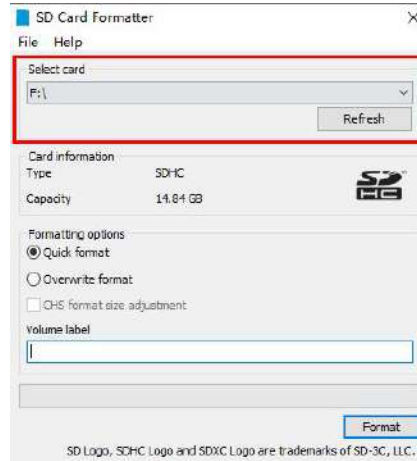 SD Card Formatter
File Help
Select card
F:\
Refresh
Card information
Type SDHC
Capacity 14.84 GB
SD
HC
Formatting options
Quick format
Overwrite format
CHS format size adjustment
Volume label
Format
SD Logo, SDHC Logo and SDXC Logo are trademarks of SD-3C, LLC.